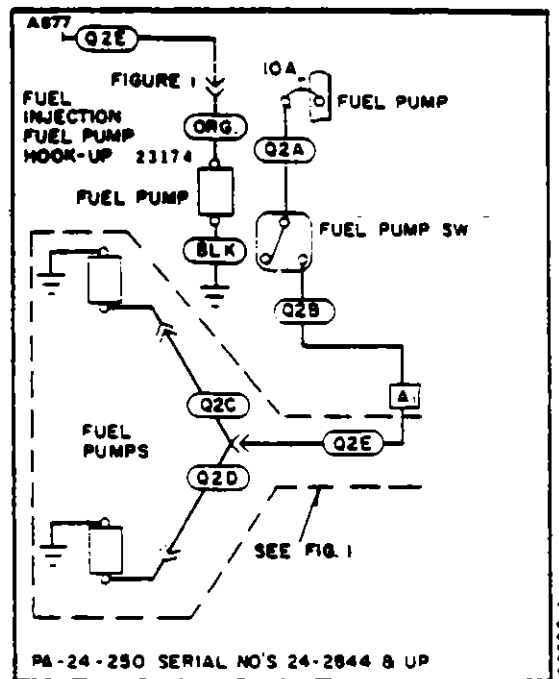 A877
Q2E
FIGURE 1
FUEL
INJECTION
FUEL PUMP
HOOK-UP 23174
ORG.
FUEL PUMP
BLK
10A.
FUEL PUMP
Q2A
FUEL PUMP SW
Q2B
A
Q2C
Q2E
FUEL
PUMPS
Q2D
SEE FIG. 1
PA-24-250 SERIAL NO'S 24-2844 & UP